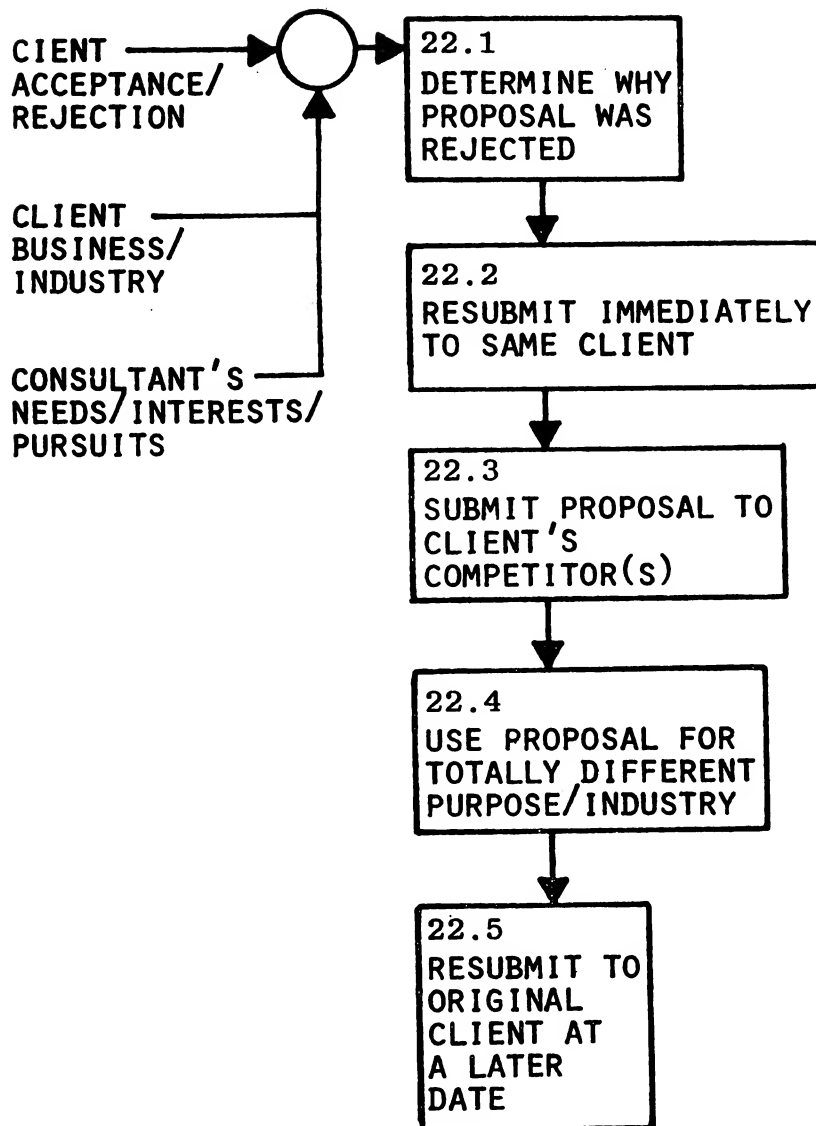 CIENT
ACCEPTANCE/
REJECTION
CLIENT
BUSINESS/
INDUSTRY
CONSULTANT'S
NEEDS/INTERESTS/
PURSUITS
22.1
DETERMINE WHY
PROPOSAL WAS
REJECTED
22.2
RESUBMIT IMMEDIATELY
TO SAME CLIENT
22.3
SUBMIT PROPOSAL TO
CLIENT'S
COMPETITOR(S)
22.4
USE PROPOSAL FOR
TOTALLY DIFFERENT
PURPOSE/INDUSTRY
22.5
RESUBMIT TO
ORIGINAL
CLIENT AT
A LATER
DATE